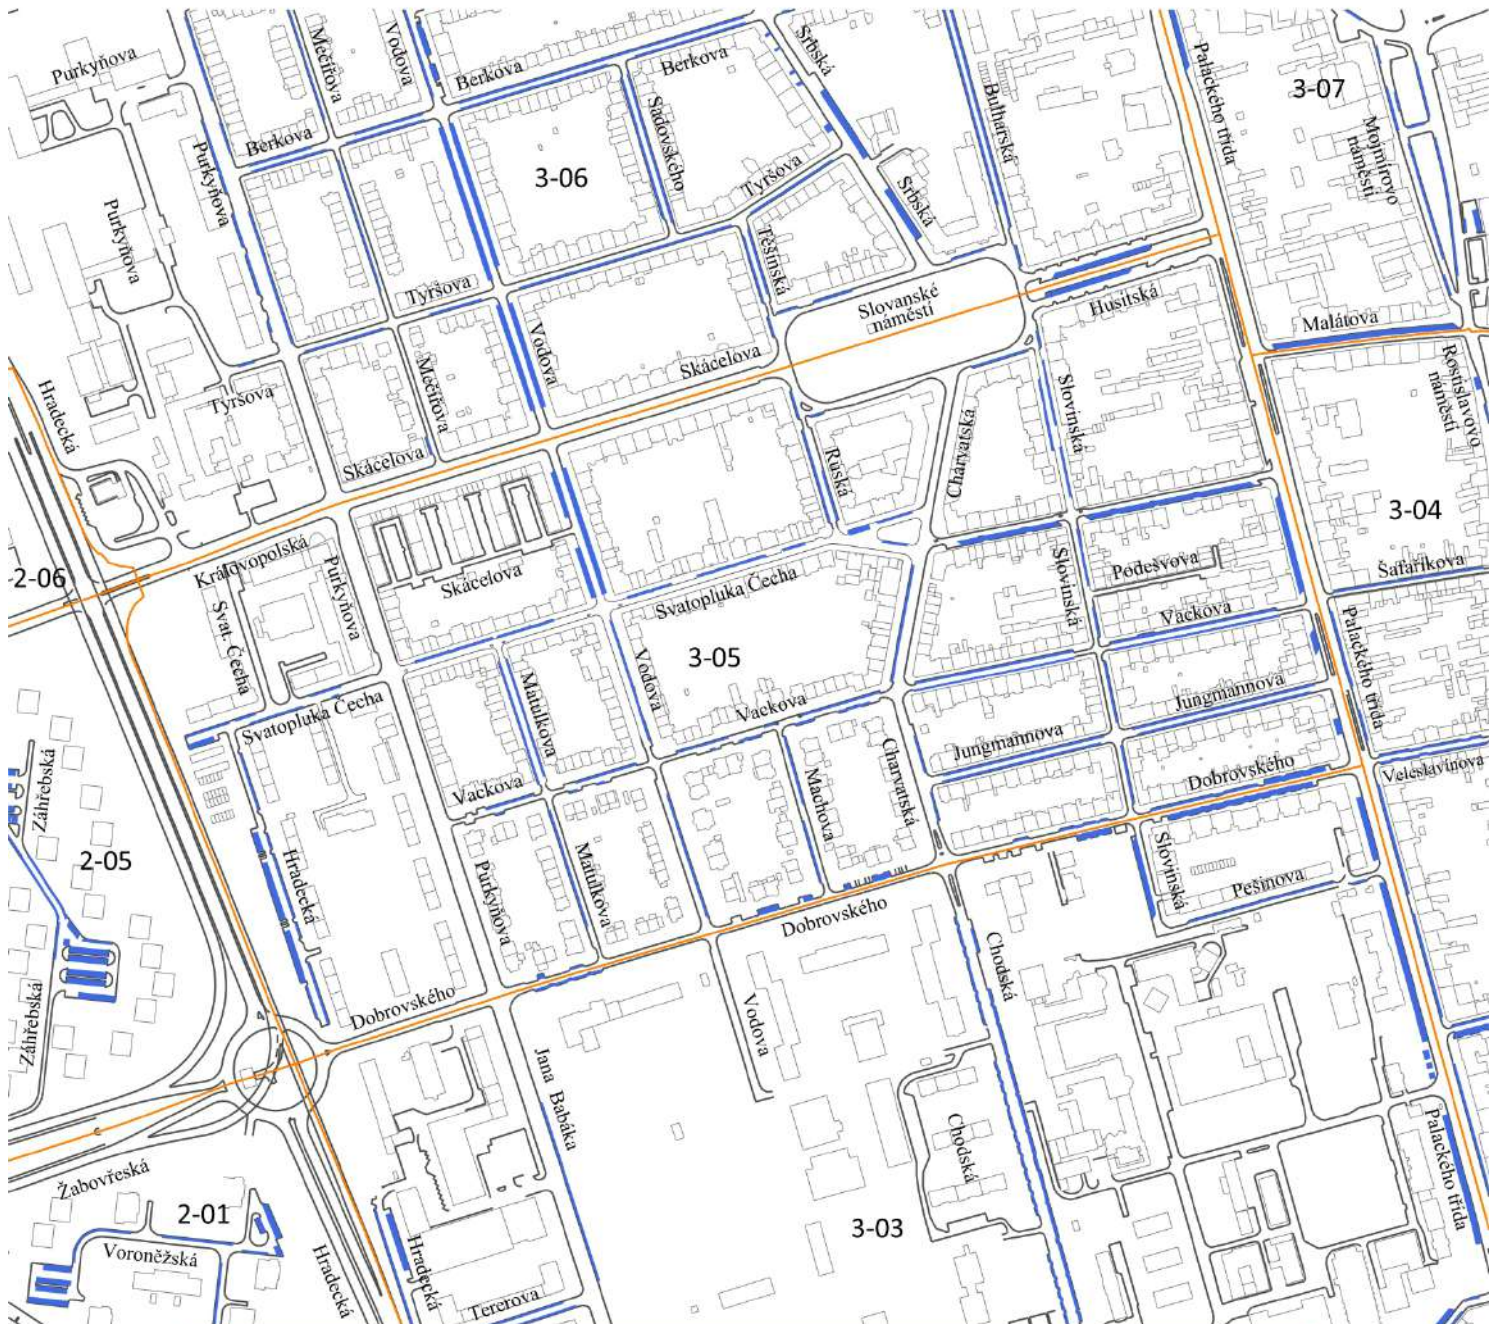 Purkyňova
Mečířova
Vodova
Berkova
Berkova
Srbská
Palackého třída
3-07
Bulharská
Mojmírovo
náměstí
Sadovského
Berkova
Purkyňova
3-06
Tyršova
Srbská
Purkyňova
Těšínská
Tyršova
Slovanské
náměstí
Husitská
Malátova
Vodova
Skácelova
Mečířova
Rostislavovo
náměstí
Hradecká
Tyršova
Slovinská
Charvatská
Skácelova
Ruská
3-04
Královopolská
2-06
Skácelova
Purkyňova
Podešvova
Šafaříkova
Svatopluka Čecha
Slovinská
Vackova
Svat. Čecha
3-05
Palackého třída
Vodova
Matulkova
Jungmannova
Svatopluka Čecha
Vackova
Jungmannova
Charvatská
Dobrovského
Veleslavínova
Záhřebská
Vackova
Machova
2-05
Hradecká
Matulkova
Purkyňova
Slovinská
Pešinova
Dobrovského
Chodská
Záhřebská
Dobrovského
Vodova
Jana Babáka
Chodská
Žabovřeská
Palackého třída
2-01
3-03
Voroněžská
Hradecká
Hradecká
Tererova